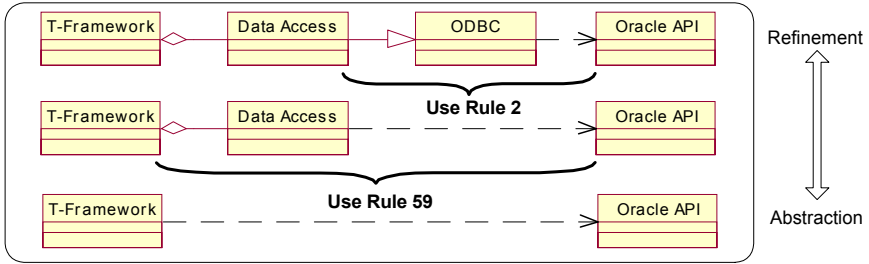 T-Framework Data Access ODBC Oracle API
Refinement
Use Rule 2
T-Framework Data Access Oracle API
Use Rule 59
T-Framework Oracle API
Abstraction